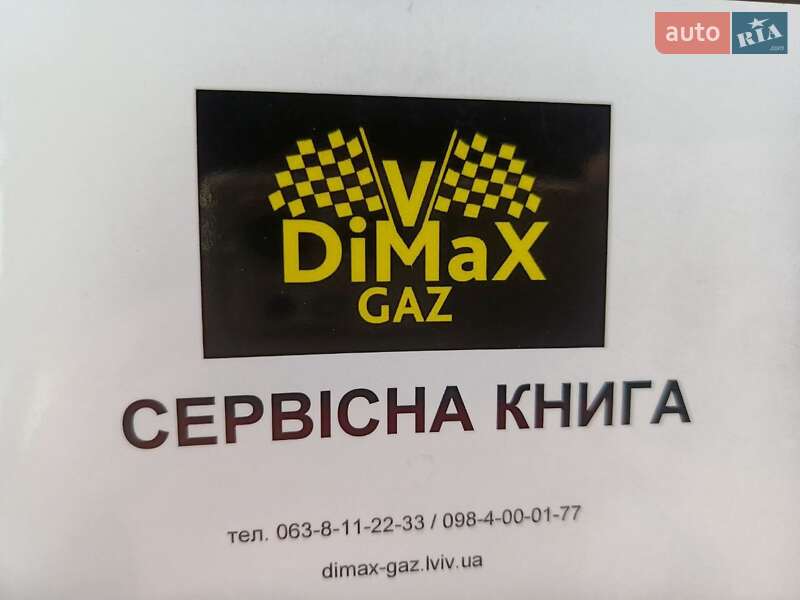 auto RIA.com
V
DiMaX
GAZ
СЕРВІСНА КНИГА
тел. 063-8-11-22-33 / 098-4-00-01-77
dimax-gaz.lviv.ua